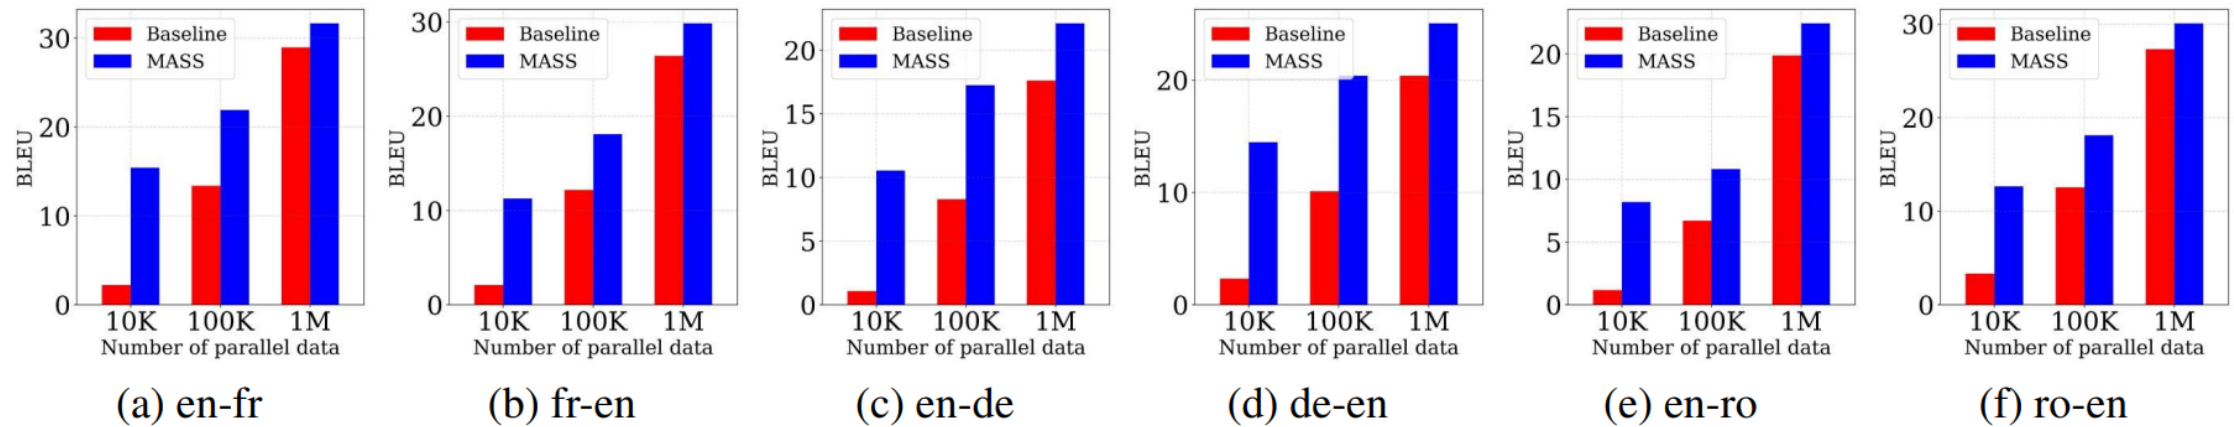 30
20
10
0
BLEU
Baseline
MASS
10K 100K 1M
Number of parallel data
(a) en-fr
30
20
10
0
BLEU
Baseline
MASS
10K 100K 1M
Number of parallel data
(b) fr-en
20
15
10
5
0
BLEU
Baseline
MASS
10K 100K 1M
Number of parallel data
(c) en-de
20
10
0
BLEU
Baseline
MASS
10K 100K 1M
Number of parallel data
(d) de-en
20
15
10
5
0
BLEU
Baseline
MASS
10K 100K 1M
Number of parallel data
(e) en-ro
30
20
10
0
BLEU
Baseline
MASS
10K 100K 1M
Number of parallel data
(f) ro-en